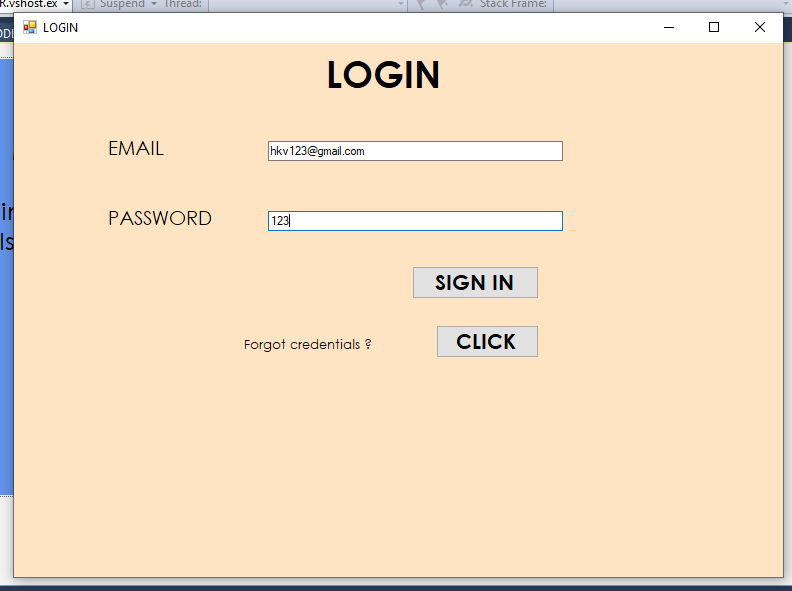 R.vshost.ex Suspend Thread: Stack Frame:
LOGIN
LOGIN
EMAIL hkv123@gmail.com
PASSWORD 123
SIGN IN
Forgot credentials ? CLICK